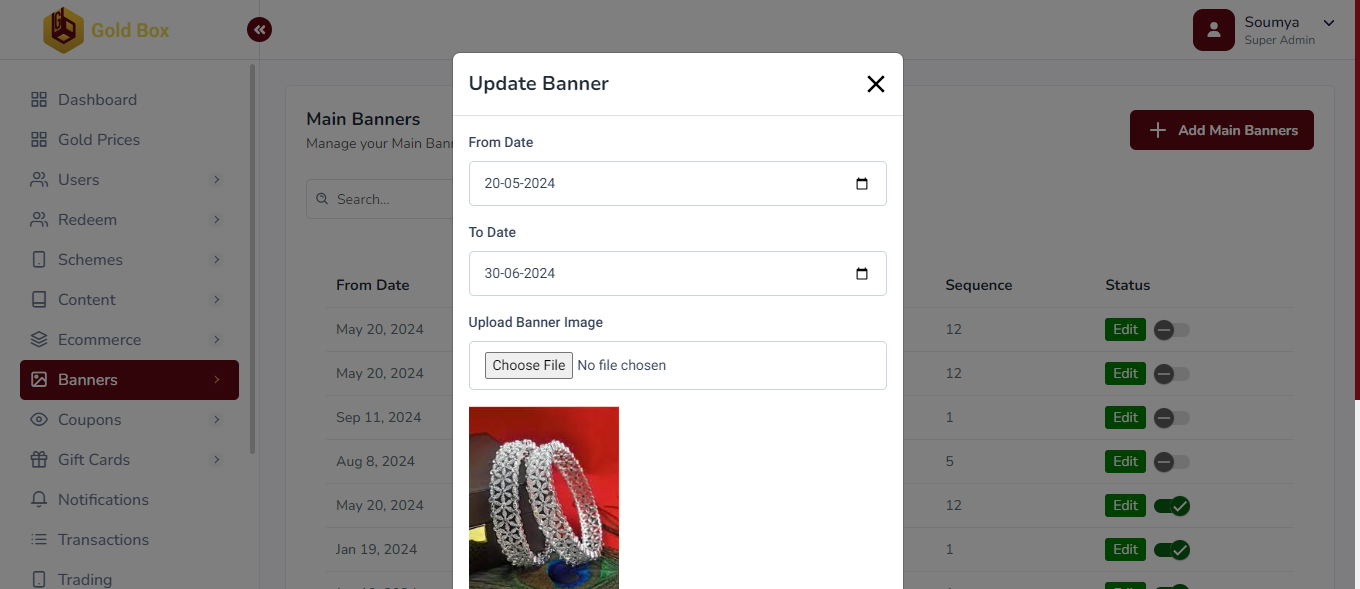 Gold Box
Soumya
Super Admin
Dashboard
Gold Prices
Users
Redeem
Schemes
Content
Ecommerce
Banners
Coupons
Gift Cards
Notifications
Transactions
Trading
Main Banners
Manage your Main Bann
Add Main Banners
Search...
From Date Sequence Status
May 20, 2024 12 Edit
May 20, 2024 12 Edit
Sep 11, 2024 1 Edit
Aug 8, 2024 5 Edit
May 20, 2024 12 Edit
Jan 19, 2024 1 Edit
Update Banner
From Date
20-05-2024
To Date
30-06-2024
Upload Banner Image
Choose File No file chosen